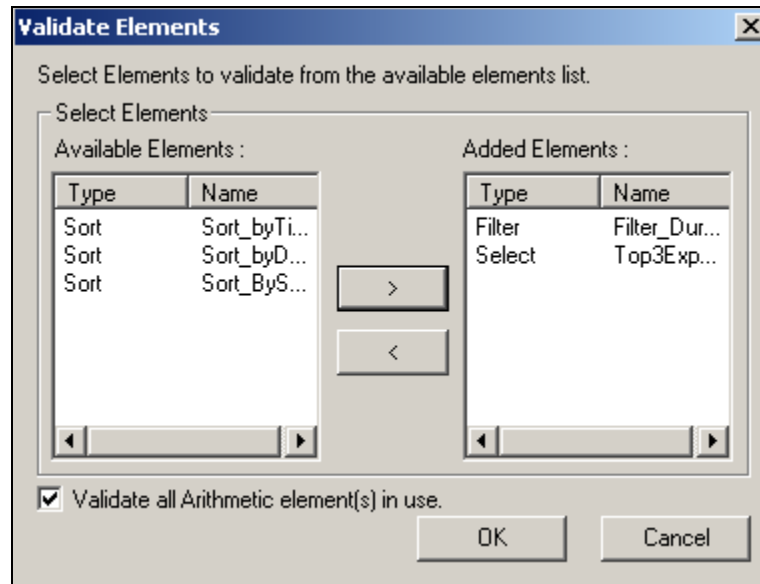 Validate Elements
Select Elements to validate from the available elements list.
Select Elements
Available Elements :
Added Elements :
Type Name
Sort Sort_byTi...
Sort Sort_byD...
Sort Sort_ByS...
>
<
Type Name
Filter Filter_Dur...
Select Top3Exp...
Validate all Arithmetic element(s) in use.
OK Cancel